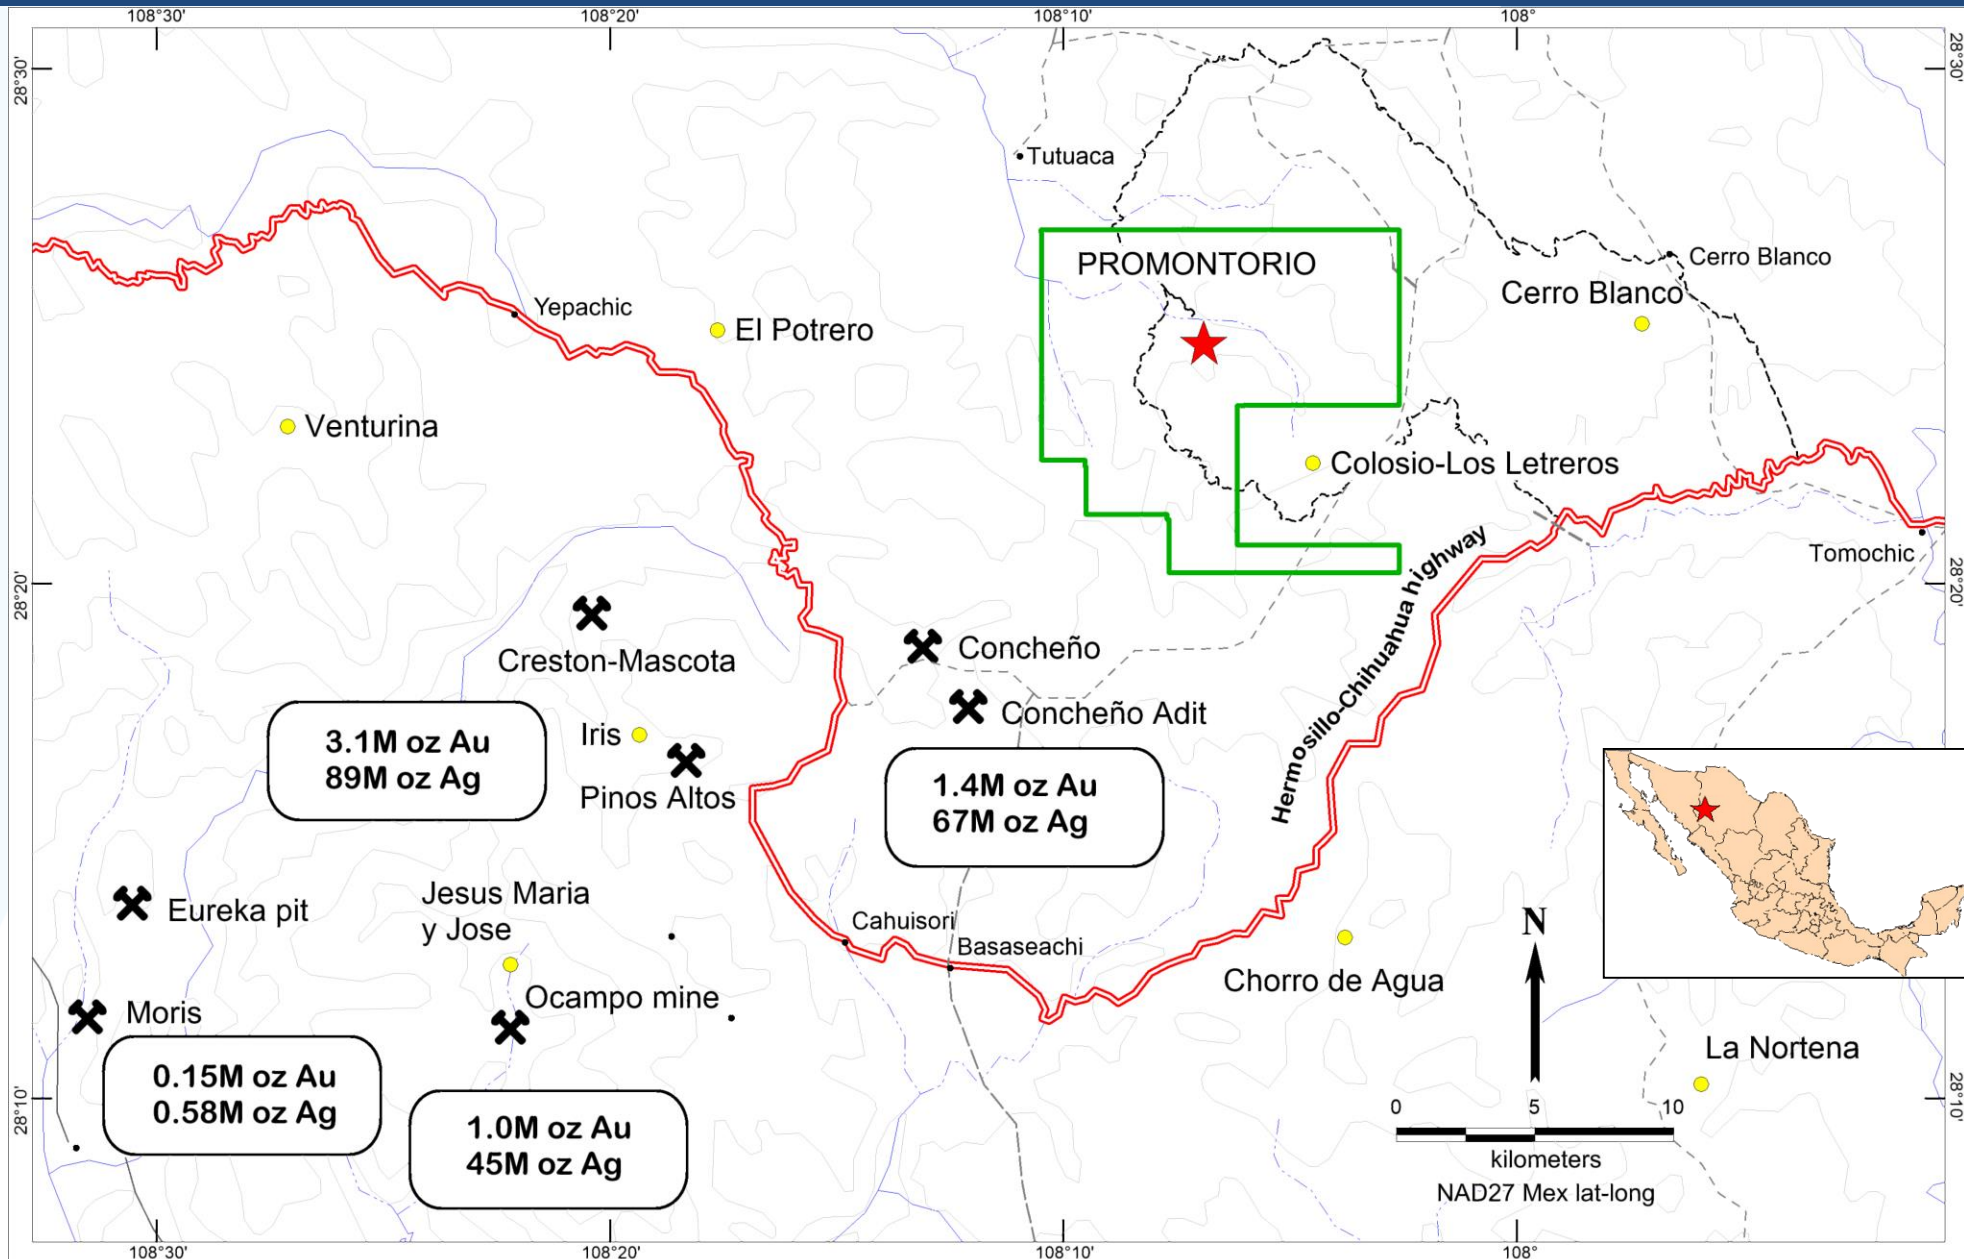 108°30'
108°20'
108°10'
108°
28°30'
28°30'
Tutuaca
PROMONTORIO
Cerro Blanco
Cerro Blanco
Yepachic
El Potrero
Venturina
Colosio-Los Letreros
Tomochic
28°20'
28°20'
Hermosillo-Chihuahua highway
Creston-Mascota
Concheño
Concheño Adit
Iris
3.1M oz Au
89M oz Ag
Pinos Altos
1.4M oz Au
67M oz Ag
Jesus Maria
y Jose
Eureka pit
Cahuisori
Basaseachi
N
Chorro de Agua
Ocampo mine
Moris
La Nortena
0.15M oz Au
0.58M oz Ag
1.0M oz Au
45M oz Ag
28°10'
28°10'
0 5 10
kilometers
NAD27 Mex lat-long
108°30'
108°20'
108°10'
108°